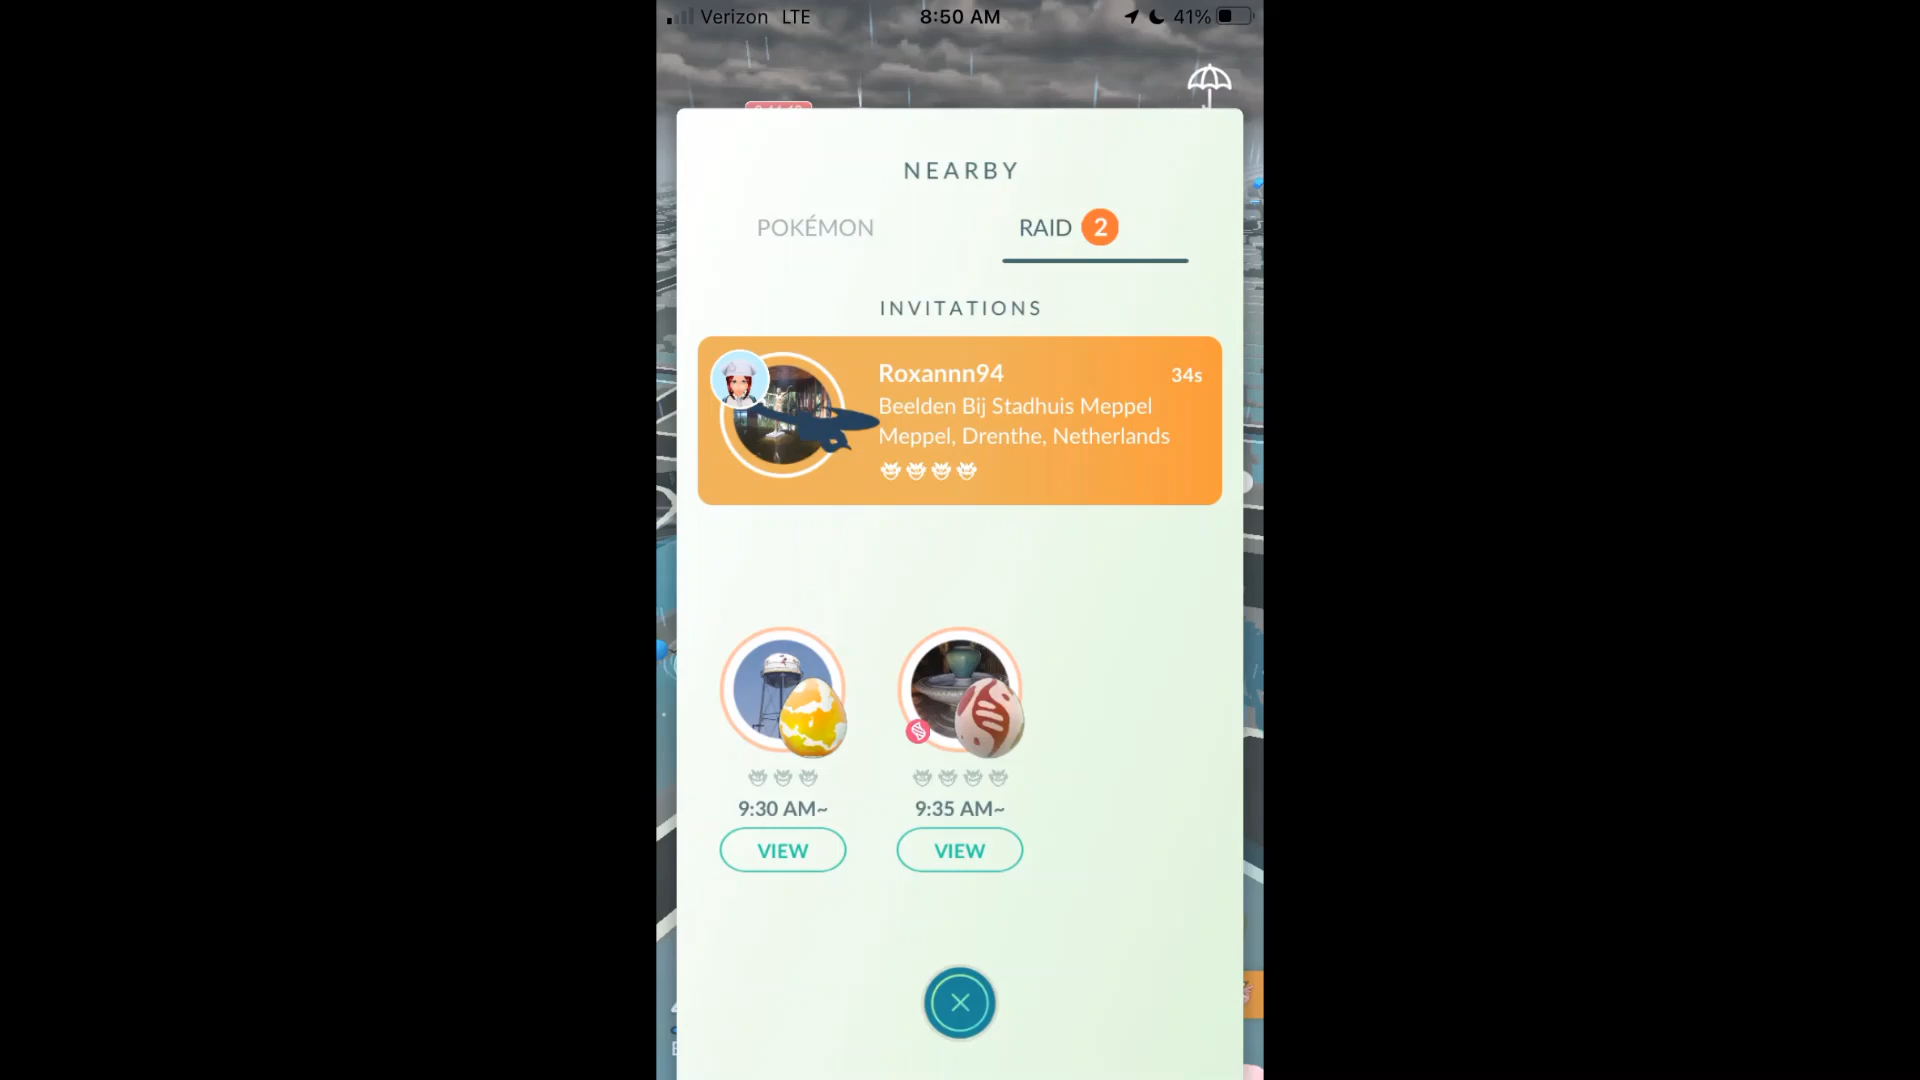 Verizon LTE 8:50 AM 41%
NEARBY
POKÉMON RAID 2
INVITATIONS
Roxannn94 34s
Beelden Bij Stadhuis Meppel
Meppel, Drenthe, Netherlands
9:30 AM~ 9:35 AM~
VIEW VIEW